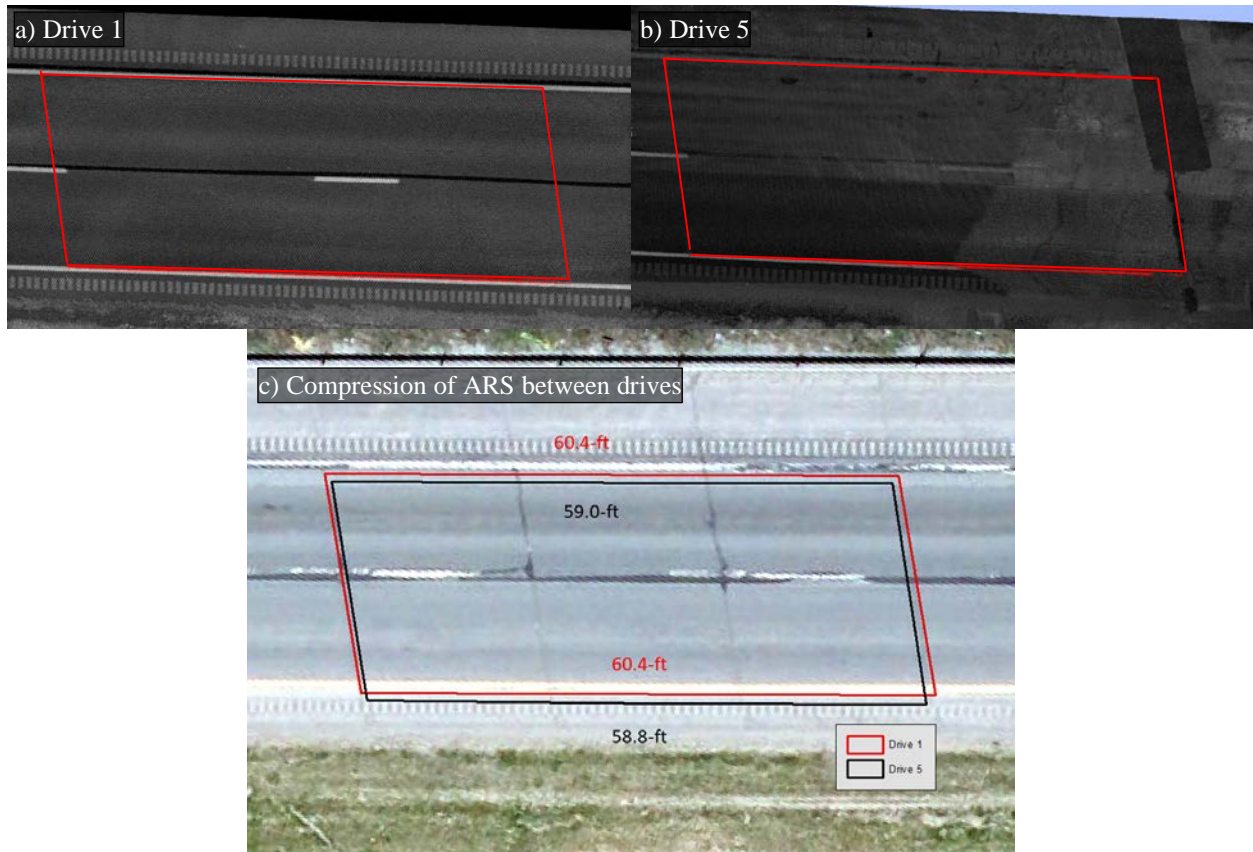 a) Drive 1
b) Drive 5
c) Compression of ARS between drives
60.4-ft
59.0-ft
60.4-ft
58.8-ft
Drive 1
Drive 5